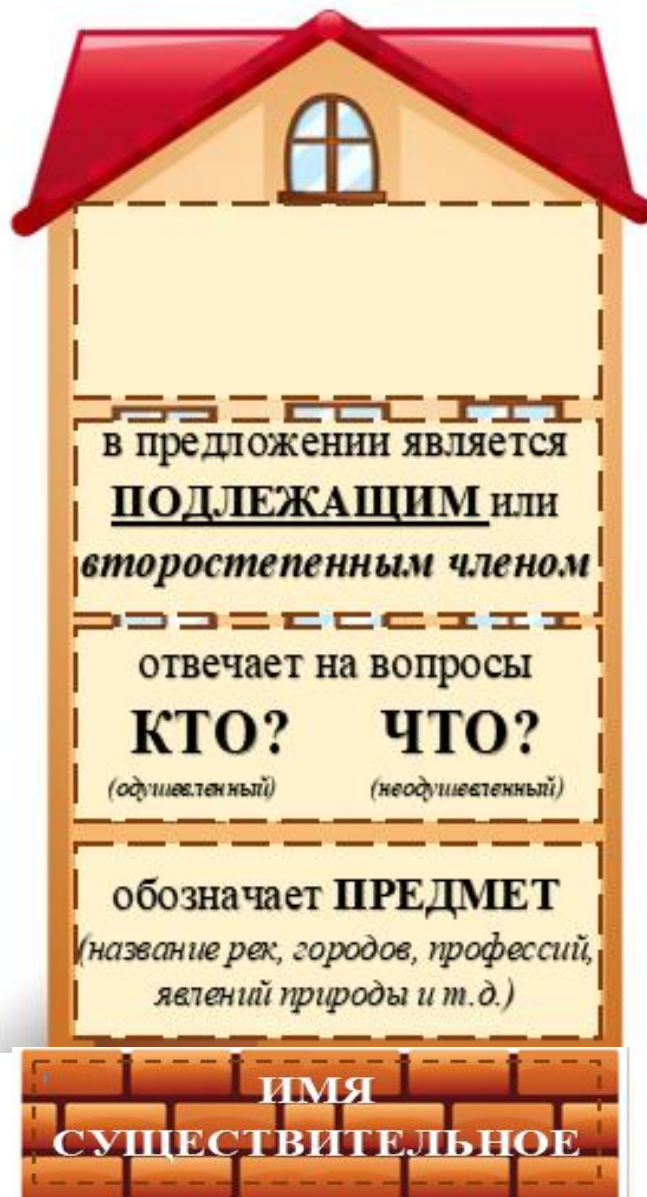 в предложении является
ПОДЛЕЖАЩИМ или
второстепенным членом
отвечает на вопросы
КТО? ЧТО?
(одушевленный) (неодушевленный)
обозначает ПРЕДМЕТ
(название рек, городов, профессий,
явлений природы и т.д.)
ИМЯ
СУЩЕСТВИТЕЛЬНОЕ